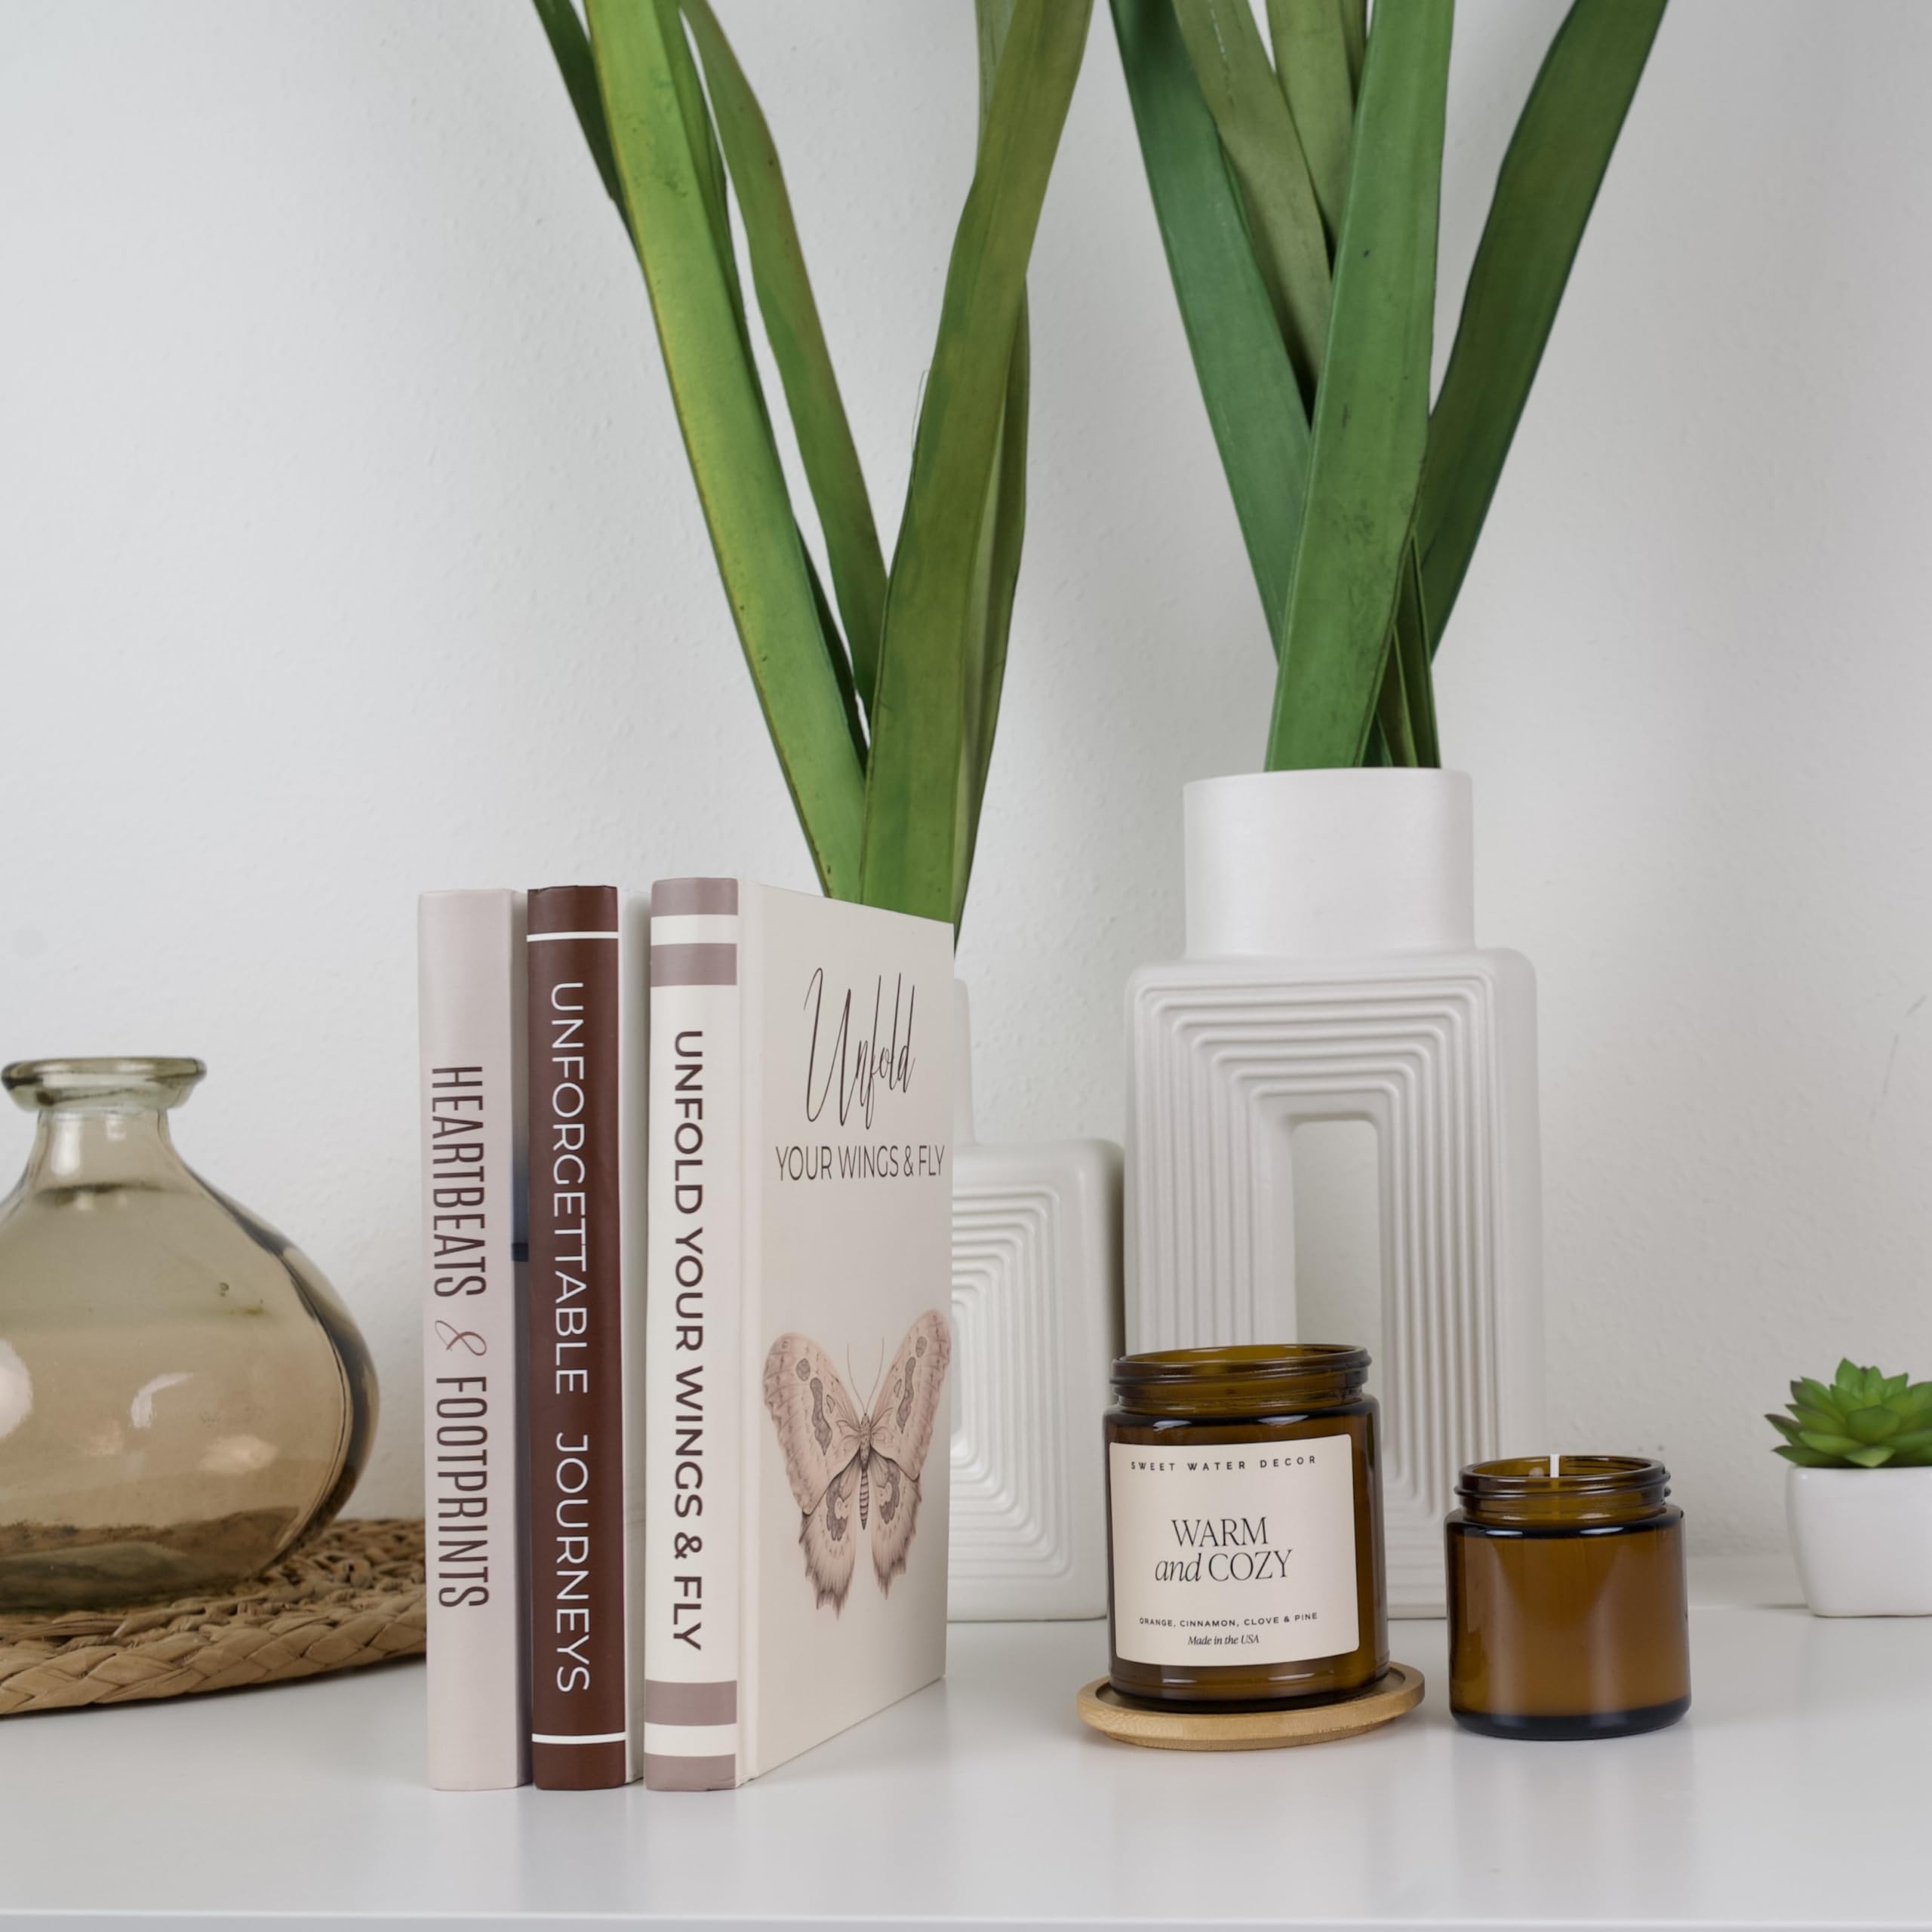 HEARTBEATS & FOOTPRINTS
UNFORGETTABLE JOURNEYS
UNFOLD YOUR WINGS & FLY
Unfold
YOUR WINGS & FLY
SWEET WATER DECOR
WARM
and COZY
ORANGE, CINNAMON, CLOVE & PINE
Made in the USA